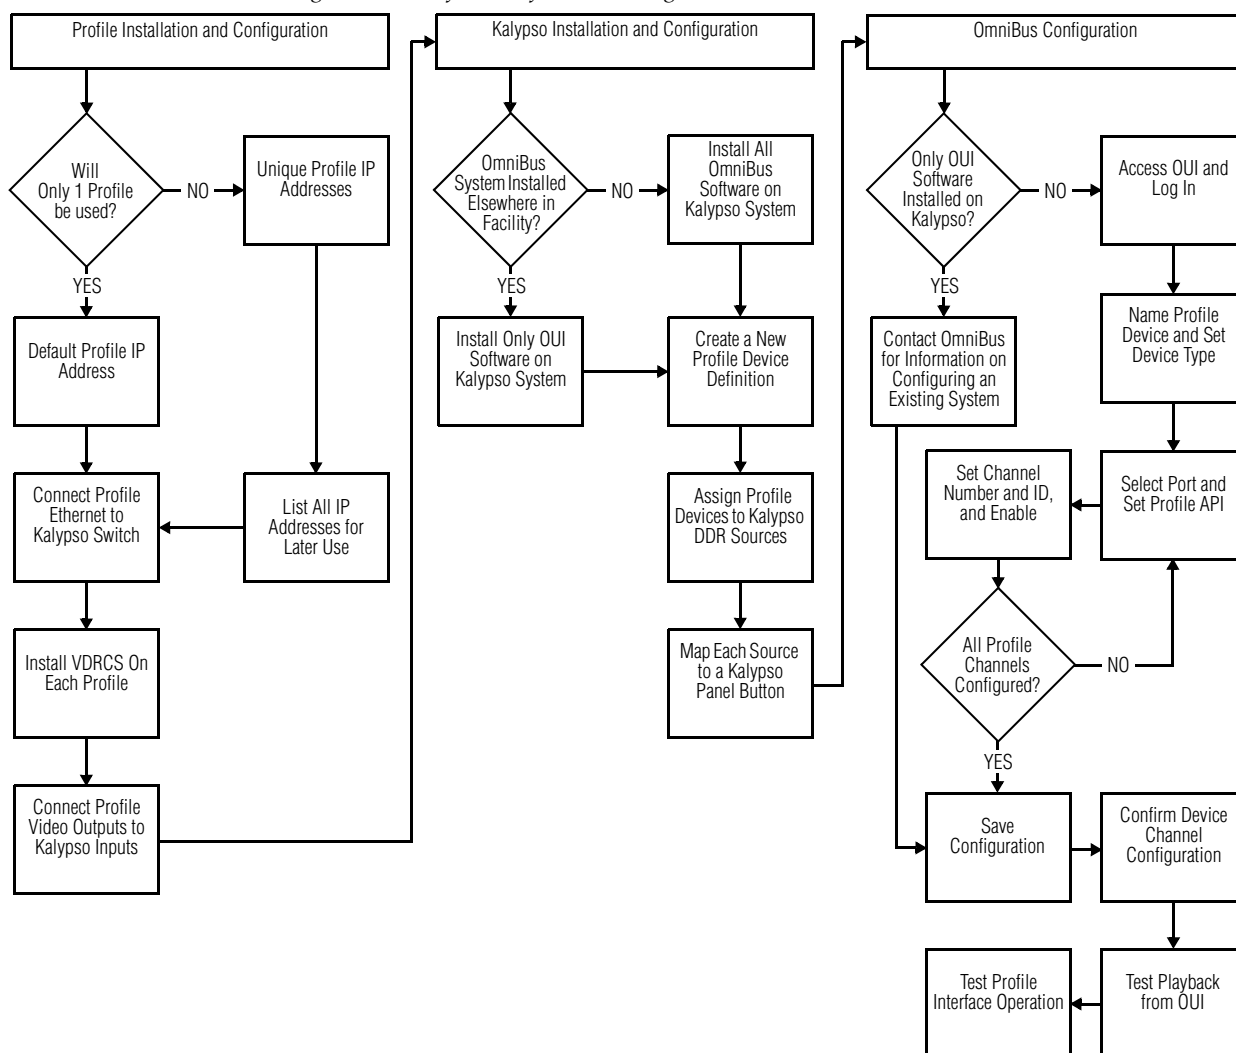 Profile Installation and Configuration
Will
Only 1 Profile
be used?
NO
Unique Profile IP
Addresses
YES
Default Profile IP
Address
Connect Profile
Ethernet to
Kalypso Switch
List All IP
Addresses for
Later Use
Install VDRCS On
Each Profile
Connect Profile
Video Outputs to
Kalypso Inputs
Kalypso Installation and Configuration
OmniBus
System Installed
Elsewhere in
Facility?
NO
Install All
OmniBus
Software on
Kalypso System
YES
Install Only OUI
Software on
Kalypso System
Create a New
Profile Device
Definition
Assign Profile
Devices to Kalypso
DDR Sources
Map Each Source
to a Kalypso
Panel Button
OmniBus Configuration
Only OUI
Software
Installed on
Kalypso?
NO
Access OUI and
Log In
YES
Contact OmniBus
for Information on
Configuring an
Existing System
Name Profile
Device and Set
Device Type
Select Port and
Set Profile API
Set Channel
Number and ID,
and Enable
All Profile
Channels
Configured?
NO
YES
Save
Configuration
Confirm Device
Channel
Configuration
Test Playback
from OUI
Test Profile
Interface Operation